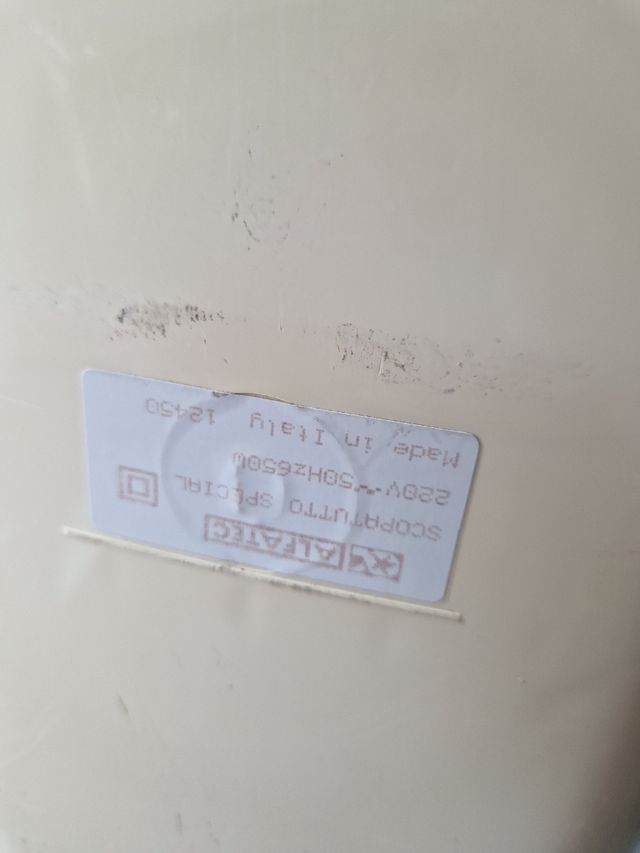 ALFATEC
SCOPATUTTO SPECIAL
220V~50Hz650W
Made in Italy 12450